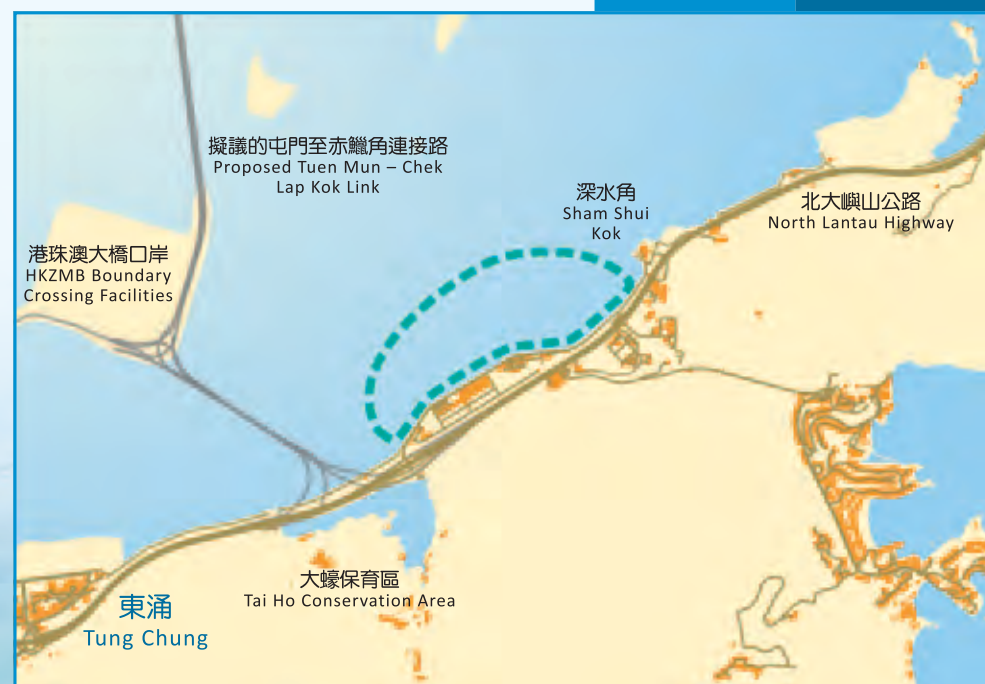 擬議的屯門至赤鱲角連接路
Proposed Tuen Mun – Chek
Lap Kok Link
深水角
Sham Shui
Kok
北大嶼山公路
North Lantau Highway
港珠澳大橋口岸
HKZMB Boundary
Crossing Facilities
大蠔保育區
Tai Ho Conservation Area
東涌
Tung Chung